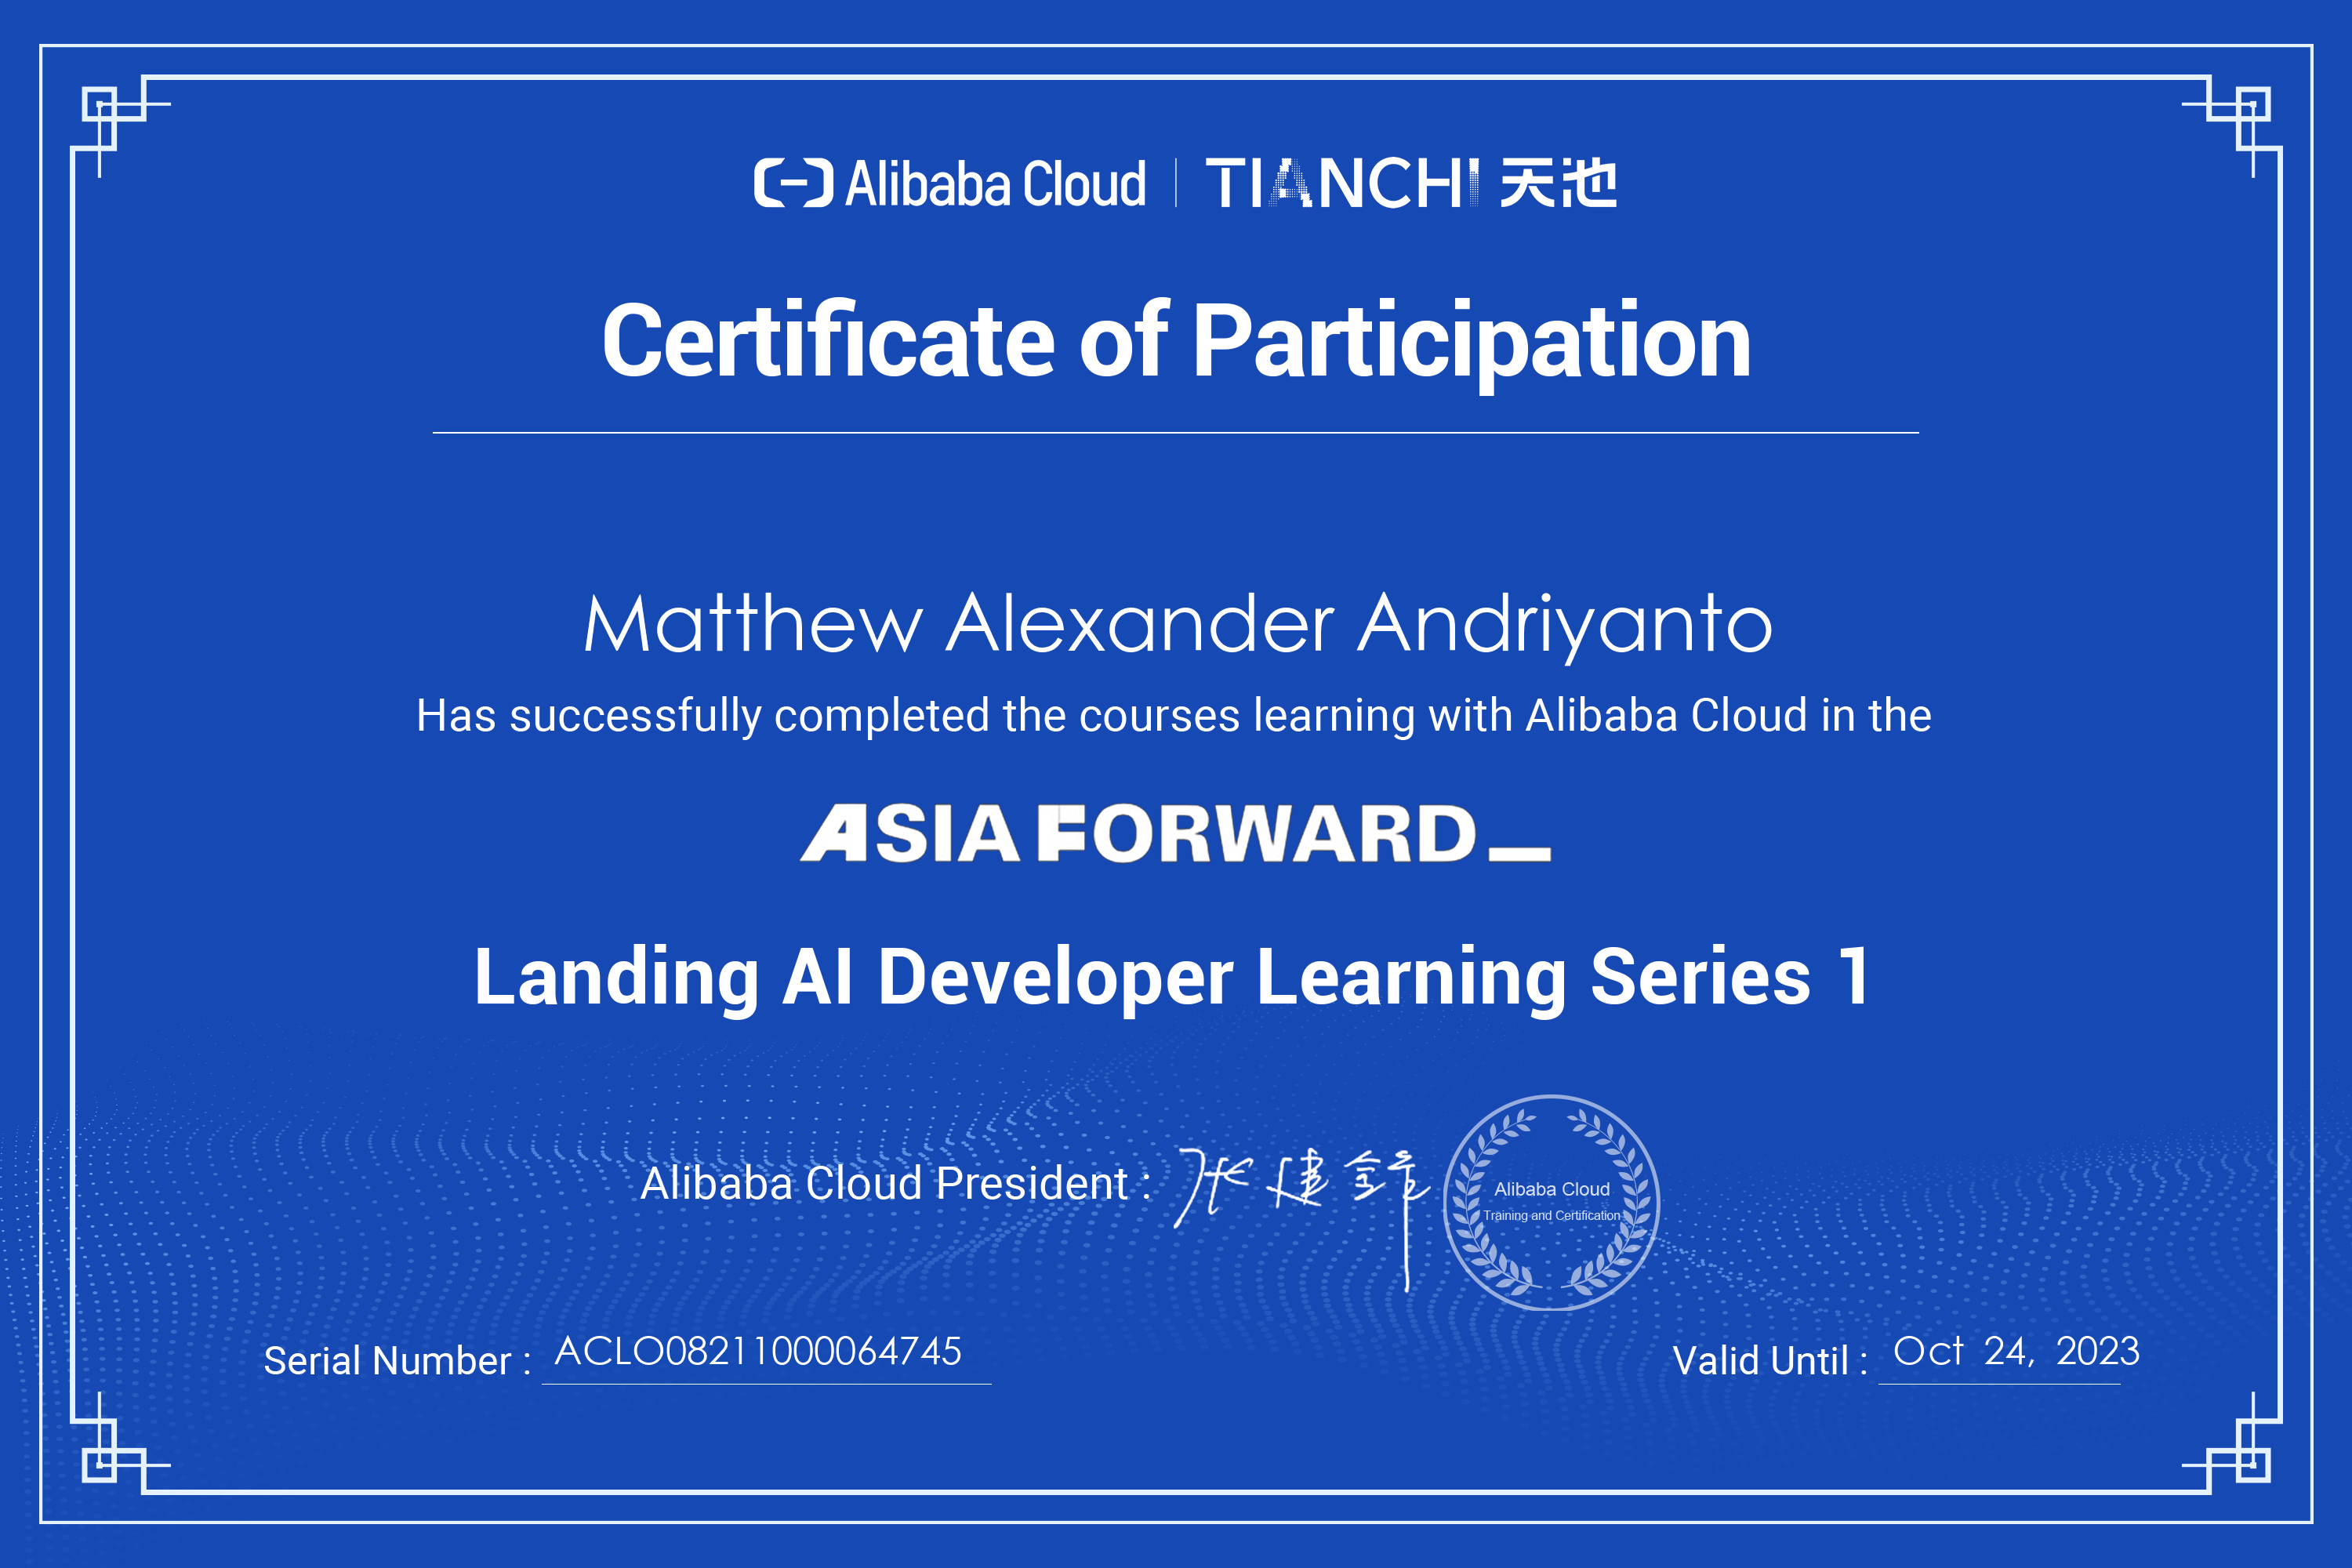 Alibaba Cloud | TIANCHI 天池
Certificate of Participation
Matthew Alexander Andriyanto
Has successfully completed the courses learning with Alibaba Cloud in the
ASIA FORWARD_
Landing AI Developer Learning Series 1
Alibaba Cloud President : 张建锋
Alibaba Cloud
Training and Certification
Serial Number : ACLO08211000064745
Valid Until : Oct 24, 2023